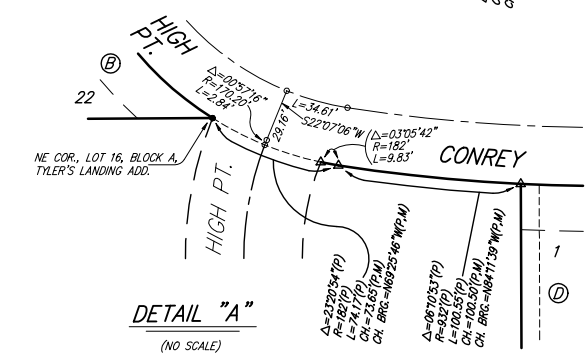 HIGH
PT.
B
22
Δ=00°57'16"
R=170.20'
L=2.84'
L=34.61'
S22°07'06"W
29.16'
Δ=03°05'42"
R=182'
L=9.83'
CONREY
NE COR., LOT 16, BLOCK A,
TYLER'S LANDING ADD.
HIGH PT.
Δ=23°20'54"(P)
R=182'(P)
L=74.17'(P)
CH.=73.65'(P,M)
CH. BRG.=N69°25'46"W(P,M)
Δ=06°10'53"(P)
R=932'(P)
L=100.55'(P)
CH.=100.50'(P,M)
CH. BRG.=N84°11'39"W(P,M)
1
D
DETAIL "A"
(NO SCALE)